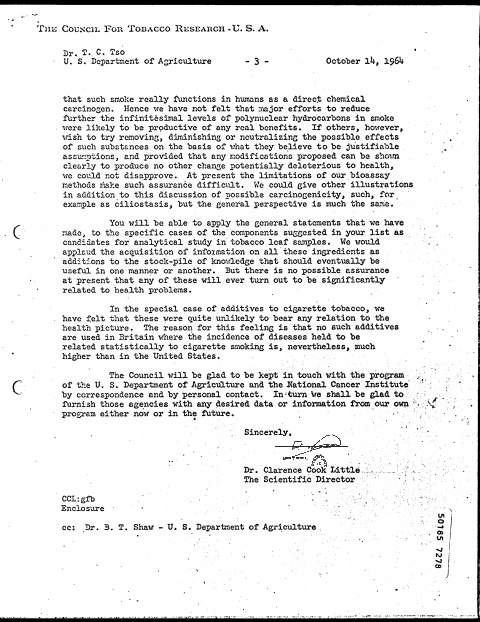 THE COUNCIL FOR TOBACCO RESEARCH - U. S. A.
Dr. T. C. Tso
U. S. Department of Agriculture - 3 - October 14, 1964
that such smoke really functions in humans as a direct chemical
carcinogen. Hence we have not felt that major efforts to reduce
further the infinitesimal levels of polynuclear hydrocarbons in smoke
were likely to be productive of any real benefits. If others, however,
wish to try removing, diminishing or neutralizing the possible effects
of such substances on the basis of what they believe to be justifiable
assumptions, and provided that any modifications proposed can be shown
clearly to produce no other change potentially deleterious to health,
we could not disapprove. At present the limitations of our bioassay
methods make such assurance difficult. We could give other illustrations
in addition to this discussion of possible carcinogenicity, such, for
example as ciliostasis, but the general perspective is much the same.
You will be able to apply the general statements that we have
made, to the specific cases of the components suggested in your list as
candidates for analytical study in tobacco leaf samples. We would
applaud the acquisition of information on all these ingredients as
additions to the stock-pile of knowledge that should eventually be
useful in one manner or another. But there is no possible assurance
at present that any of these will ever turn out to be significantly
related to health problems.
In the special case of additives to cigarette tobacco, we
have felt that these were quite unlikely to bear any relation to the
health picture. The reason for this feeling is that no such additives
are used in Britain where the incidence of diseases held to be
related statistically to cigarette smoking is, nevertheless, much
higher than in the United States.
The Council will be glad to be kept in touch with the program
of the U. S. Department of Agriculture and the National Cancer Institute
by correspondence and by personal contact. In turn we shall be glad to
furnish those agencies with any desired data or information from our own
program either now or in the future.
Sincerely,
Dr. Clarence Cook Little
The Scientific Director
CCL:gfb
Enclosure
cc: Dr. B. T. Shaw - U. S. Department of Agriculture
50185 7278